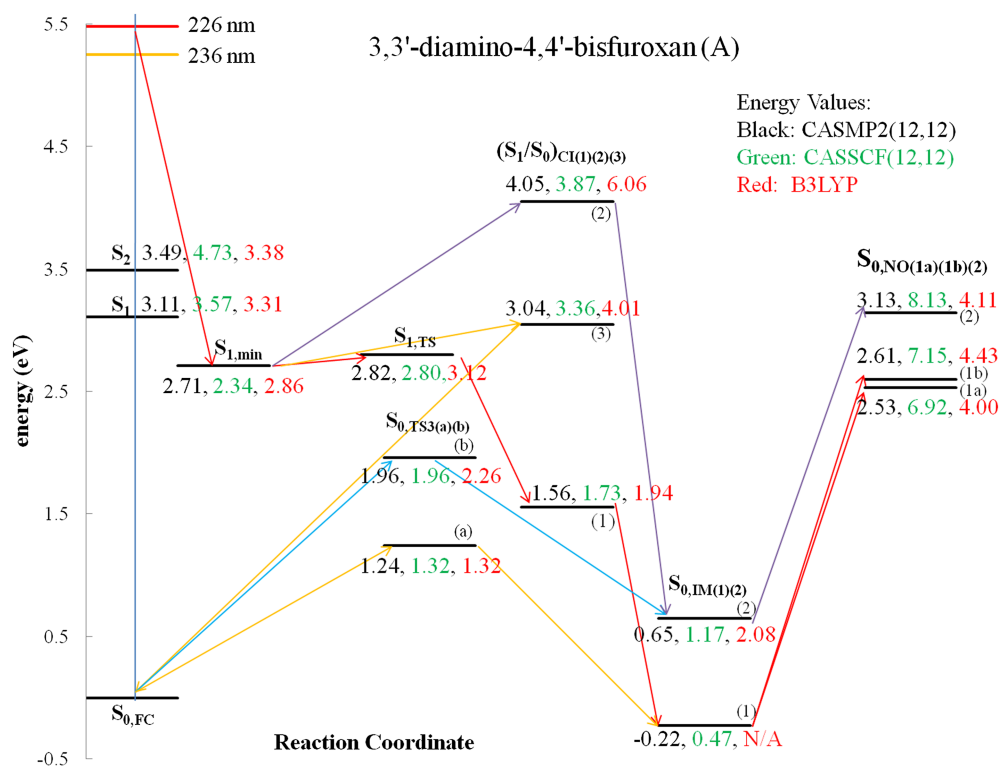 5.5
226 nm
236 nm
3,3'-diamino-4,4'-bisfuroxan (A)
Energy Values:
Black: CASMP2(12,12)
Green: CASSCF(12,12)
Red: B3LYP
4.5
(S1/S0)CI(1)(2)(3)
4.05, 3.87, 6.06
(2)
3.5
S2 3.49, 4.73, 3.38
S1 3.11, 3.57, 3.31
S0,NO(1a)(1b)(2)
3.13, 8.13, 4.11
(2)
3.04, 3.36, 4.01
(3)
S1,min
2.71, 2.34, 2.86
S1,TS
2.82, 2.80, 3.12
2.61, 7.15, 4.43
(1b)
(1a)
2.53, 6.92, 4.00
2.5
energy (eV)
S0,TS3(a)(b)
(b)
1.96, 1.96, 2.26
1.56, 1.73, 1.94
(1)
1.5
(a)
1.24, 1.32, 1.32
S0,IM(1)(2)
(2)
0.65, 1.17, 2.08
0.5
S0,FC
(1)
-0.22, 0.47, N/A
Reaction Coordinate
-0.5